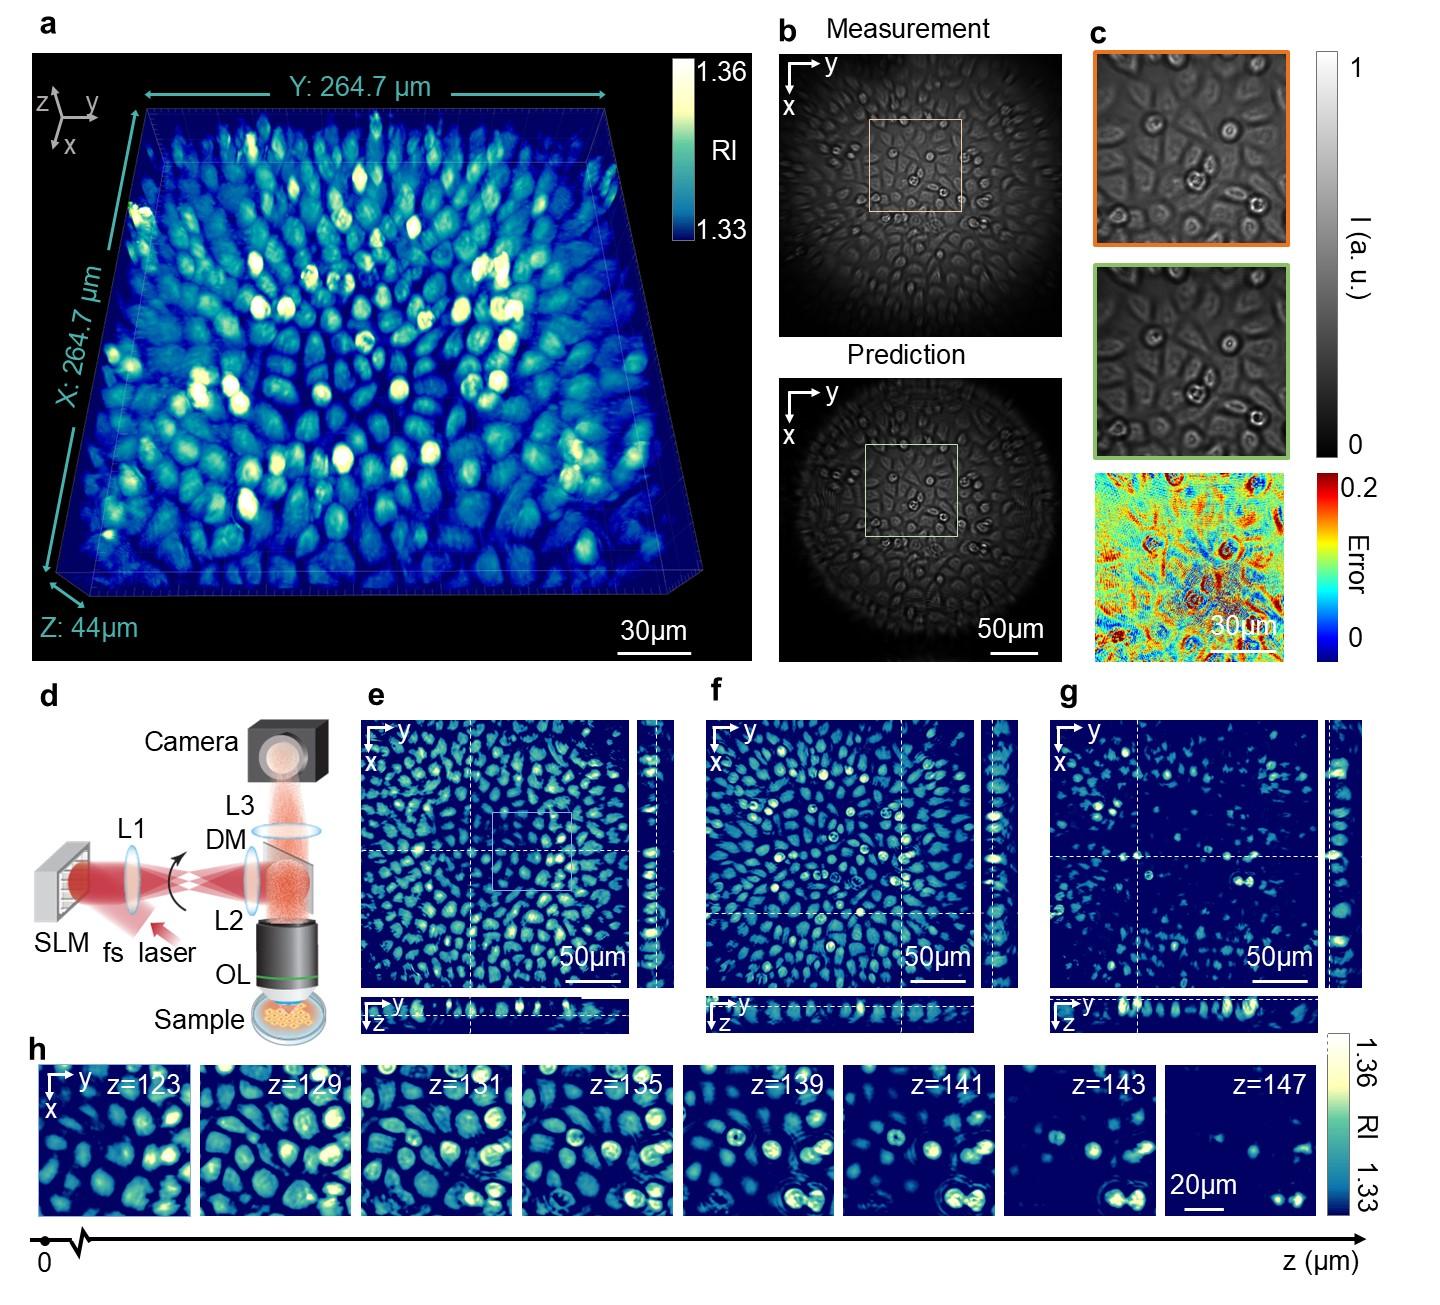 a
Y: 264.7 µm
z
y
x
X: 264.7 µm
Z: 44µm
30µm
1.36
RI
1.33
b
Measurement
y
x
Prediction
y
x
50µm
c
1
I (a. u.)
0
0.2
Error
0
30µm
d
Camera
L3
DM
L1
L2
SLM
fs laser
OL
Sample
e
y
x
50µm
y
z
f
y
x
50µm
y
z
g
y
x
50µm
y
z
h
y
x
z=123
z=129
z=131
z=135
z=139
z=141
z=143
z=147
20µm
1.36
RI
1.33
0
z (µm)